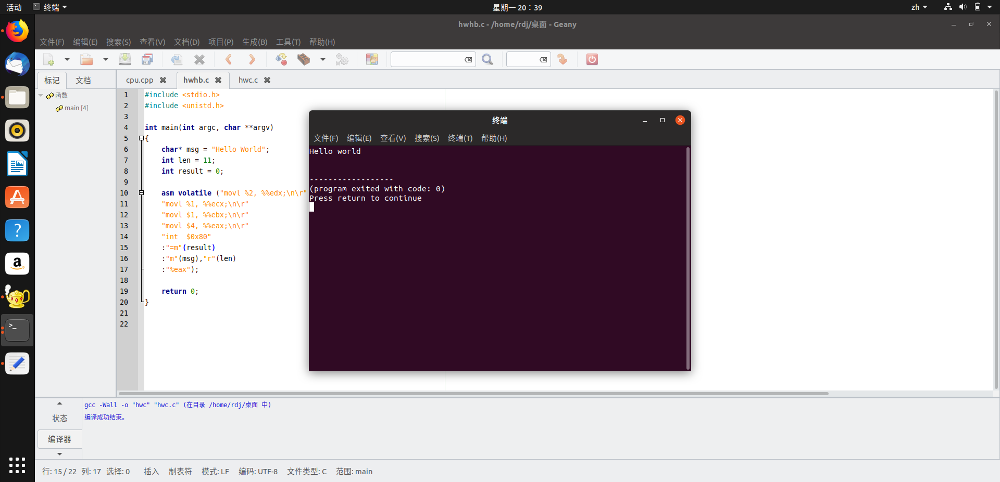 活动 终端 星期一 20：39 zh
hwhb.c - /home/rdj/桌面 - Geany
文件(F) 编辑(E) 搜索(S) 查看(V) 文档(D) 项目(P) 生成(B) 工具(T) 帮助(H)
标记 文档
函数
main [4]
cpu.cpp hwhb.c hwc.c
1 #include <stdio.h>
2 #include <unistd.h>
3
4 int main(int argc, char **argv)
5 {
6 char* msg = "Hello World";
7 int len = 11;
8 int result = 0;
9
10 asm volatile ("movl %2, %%edx;\n\r"
11 "movl %1, %%ecx;\n\r"
12 "movl $1, %%ebx;\n\r"
13 "movl $4, %%eax;\n\r"
14 "int  $0x80"
15 :"=m"(result)
16 :"m"(msg),"r"(len)
17 :"%eax");
18
19 return 0;
20 }
21
22
终端
文件(F) 编辑(E) 查看(V) 搜索(S) 终端(T) 帮助(H)
Hello world
------------------
(program exited with code: 0)
Press return to continue
状态
编译器
gcc -Wall -o "hwc" "hwc.c" (在目录 /home/rdj/桌面 中)
编译成功结束。
行: 15 / 22 列: 17 选择: 0 插入 制表符 模式: LF 编码: UTF-8 文件类型: C 范围: main